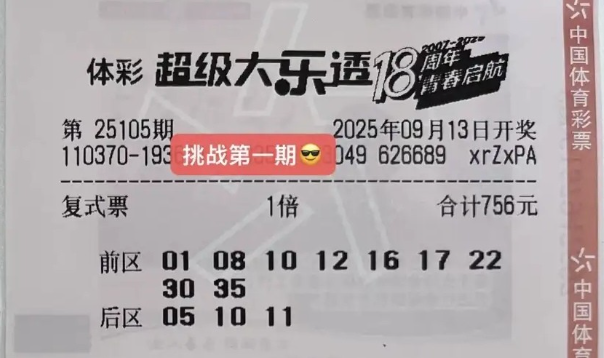 体彩 超级大乐透 18周年 2007-2025 青春启航
第 25105期 2025年09月13日开奖
110370-193 挑战第一期😎 3049 626689 xrZxPA
复式票 1倍 合计756元
前区 01 08 10 12 16 17 22
30 35
后区 05 10 11
中国体育彩票
中国体育